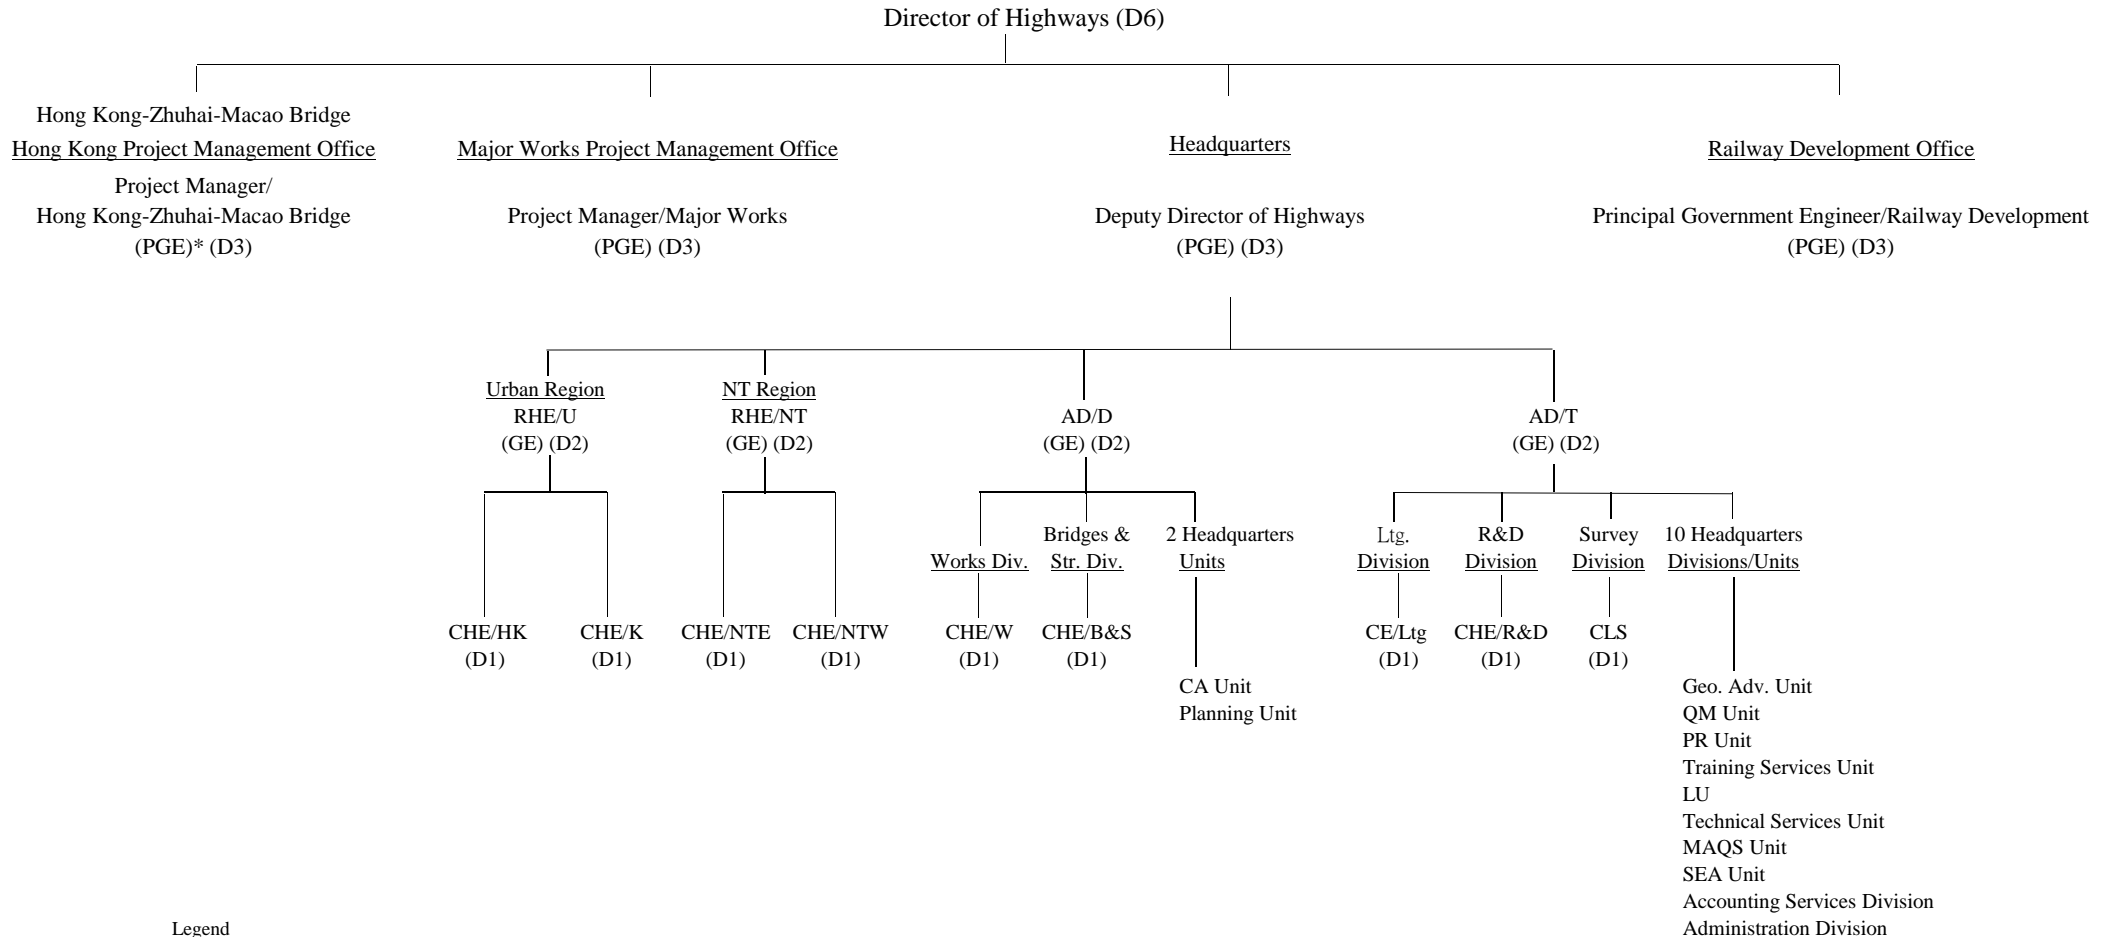 Director of Highways (D6)
Hong Kong-Zhuhai-Macao Bridge
Hong Kong Project Management Office
Project Manager/
Hong Kong-Zhuhai-Macao Bridge
(PGE)* (D3)
Major Works Project Management Office
Project Manager/Major Works
(PGE) (D3)
Headquarters
Deputy Director of Highways
(PGE) (D3)
Railway Development Office
Principal Government Engineer/Railway Development
(PGE) (D3)
Urban Region
RHE/U
(GE) (D2)
NT Region
RHE/NT
(GE) (D2)
AD/D
(GE) (D2)
AD/T
(GE) (D2)
CHE/HK
(D1)
CHE/K
(D1)
CHE/NTE
(D1)
CHE/NTW
(D1)
Works Div.
CHE/W
(D1)
Bridges &
Str. Div.
CHE/B&S
(D1)
2 Headquarters
Units
CA Unit
Planning Unit
Ltg.
Division
CE/Ltg
(D1)
R&D
Division
CHE/R&D
(D1)
Survey
Division
CLS
(D1)
10 Headquarters
Divisions/Units
Geo. Adv. Unit
QM Unit
PR Unit
Training Services Unit
LU
Technical Services Unit
MAQS Unit
SEA Unit
Accounting Services Division
Administration Division
Legend